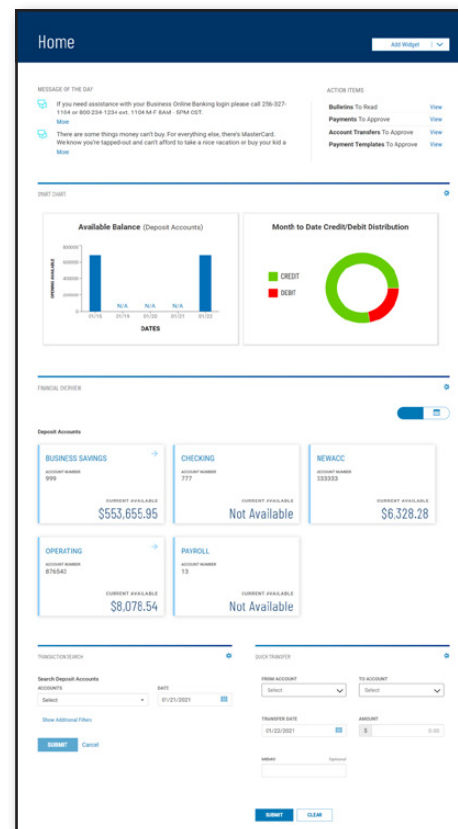 Home
Add Widget
MESSAGE OF THE DAY
If you need assistance with your Business Online Banking login please call 256-327-
1104 or 800-234-1234 ext. 1104 M-F 8AM - 5PM CST.
More
There are some things money can't buy. For everything else, there's MasterCard.
We know you're tapped-out and can't afford to take a nice vacation or buy your kid a
More
ACTION ITEMS
Bulletins To Read View
Payments To Approve View
Account Transfers To Approve View
Payment Templates To Approve View
SMART CHART
Available Balance (Deposit Accounts)
OPENING AVAILABLE
800000
600000
400000
200000
0
N/A N/A N/A
01/15 01/19 01/20 01/21 01/22
DATES
Month to Date Credit/Debit Distribution
CREDIT
DEBIT
FINANCIAL OVERVIEW
Deposit Accounts
BUSINESS SAVINGS
ACCOUNT NUMBER
999
CURRENT AVAILABLE
$553,655.95
CHECKING
ACCOUNT NUMBER
777
CURRENT AVAILABLE
Not Available
NEWACC
ACCOUNT NUMBER
333333
CURRENT AVAILABLE
$6,328.28
OPERATING
ACCOUNT NUMBER
876543
CURRENT AVAILABLE
$8,078.54
PAYROLL
ACCOUNT NUMBER
13
CURRENT AVAILABLE
Not Available
TRANSACTION SEARCH
Search Deposit Accounts
ACCOUNTS DATE
Select 01/21/2021
Show Additional Filters
SUBMIT Cancel
QUICK TRANSFER
FROM ACCOUNT TO ACCOUNT
Select Select
TRANSFER DATE AMOUNT
01/22/2021 $ 0.00
MEMO Optional
SUBMIT CLEAR